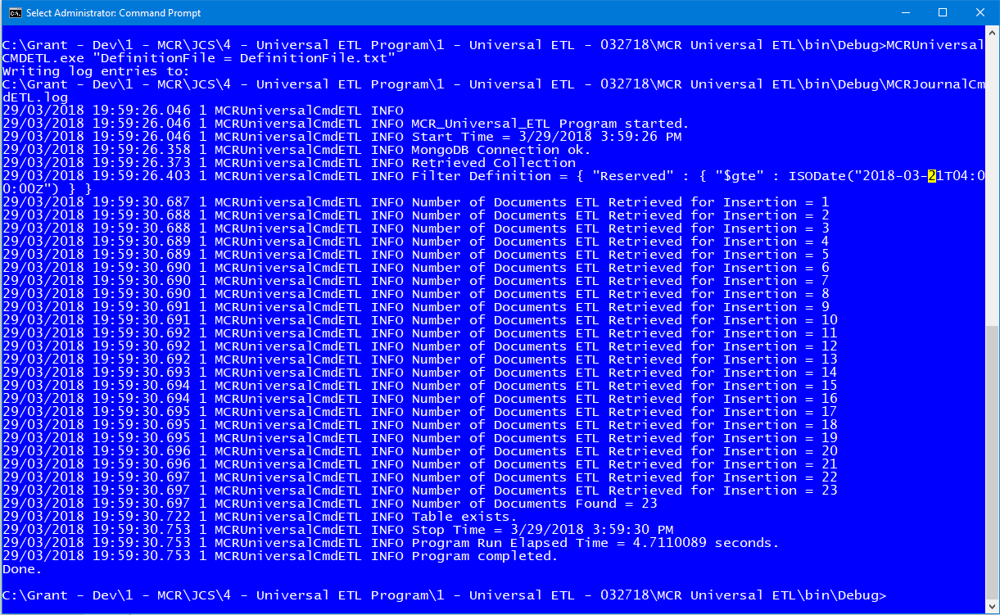 Select Administrator: Command Prompt
C:\Grant - Dev\1 - MCR\JCS\4 - Universal ETL Program\1 - Universal ETL - 032718\MCR Universal ETL\bin\Debug>MCRUniversal
CMDETL.exe "DefinitionFile = DefinitionFile.txt"
Writing log entries to:
C:\Grant - Dev\1 - MCR\JCS\4 - Universal ETL Program\1 - Universal ETL - 032718\MCR Universal ETL\bin\Debug\MCRJournalCm
dETL.log
29/03/2018 19:59:26.046 1 MCRUniversalCmdETL INFO
29/03/2018 19:59:26.046 1 MCRUniversalCmdETL INFO MCR_Universal_ETL Program started.
29/03/2018 19:59:26.046 1 MCRUniversalCmdETL INFO Start Time = 3/29/2018 3:59:26 PM
29/03/2018 19:59:26.358 1 MCRUniversalCmdETL INFO MongoDB Connection ok.
29/03/2018 19:59:26.373 1 MCRUniversalCmdETL INFO Retrieved Collection
29/03/2018 19:59:26.403 1 MCRUniversalCmdETL INFO Filter Definition = { "Reserved" : { "$gte" : ISODate("2018-03-21T04:0
0:00Z") } }
29/03/2018 19:59:30.687 1 MCRUniversalCmdETL INFO Number of Documents ETL Retrieved for Insertion = 1
29/03/2018 19:59:30.688 1 MCRUniversalCmdETL INFO Number of Documents ETL Retrieved for Insertion = 2
29/03/2018 19:59:30.688 1 MCRUniversalCmdETL INFO Number of Documents ETL Retrieved for Insertion = 3
29/03/2018 19:59:30.689 1 MCRUniversalCmdETL INFO Number of Documents ETL Retrieved for Insertion = 4
29/03/2018 19:59:30.689 1 MCRUniversalCmdETL INFO Number of Documents ETL Retrieved for Insertion = 5
29/03/2018 19:59:30.690 1 MCRUniversalCmdETL INFO Number of Documents ETL Retrieved for Insertion = 6
29/03/2018 19:59:30.690 1 MCRUniversalCmdETL INFO Number of Documents ETL Retrieved for Insertion = 7
29/03/2018 19:59:30.690 1 MCRUniversalCmdETL INFO Number of Documents ETL Retrieved for Insertion = 8
29/03/2018 19:59:30.691 1 MCRUniversalCmdETL INFO Number of Documents ETL Retrieved for Insertion = 9
29/03/2018 19:59:30.691 1 MCRUniversalCmdETL INFO Number of Documents ETL Retrieved for Insertion = 10
29/03/2018 19:59:30.692 1 MCRUniversalCmdETL INFO Number of Documents ETL Retrieved for Insertion = 11
29/03/2018 19:59:30.692 1 MCRUniversalCmdETL INFO Number of Documents ETL Retrieved for Insertion = 12
29/03/2018 19:59:30.692 1 MCRUniversalCmdETL INFO Number of Documents ETL Retrieved for Insertion = 13
29/03/2018 19:59:30.693 1 MCRUniversalCmdETL INFO Number of Documents ETL Retrieved for Insertion = 14
29/03/2018 19:59:30.694 1 MCRUniversalCmdETL INFO Number of Documents ETL Retrieved for Insertion = 15
29/03/2018 19:59:30.694 1 MCRUniversalCmdETL INFO Number of Documents ETL Retrieved for Insertion = 16
29/03/2018 19:59:30.695 1 MCRUniversalCmdETL INFO Number of Documents ETL Retrieved for Insertion = 17
29/03/2018 19:59:30.695 1 MCRUniversalCmdETL INFO Number of Documents ETL Retrieved for Insertion = 18
29/03/2018 19:59:30.695 1 MCRUniversalCmdETL INFO Number of Documents ETL Retrieved for Insertion = 19
29/03/2018 19:59:30.696 1 MCRUniversalCmdETL INFO Number of Documents ETL Retrieved for Insertion = 20
29/03/2018 19:59:30.696 1 MCRUniversalCmdETL INFO Number of Documents ETL Retrieved for Insertion = 21
29/03/2018 19:59:30.697 1 MCRUniversalCmdETL INFO Number of Documents ETL Retrieved for Insertion = 22
29/03/2018 19:59:30.697 1 MCRUniversalCmdETL INFO Number of Documents ETL Retrieved for Insertion = 23
29/03/2018 19:59:30.697 1 MCRUniversalCmdETL INFO Number of Documents Found = 23
29/03/2018 19:59:30.722 1 MCRUniversalCmdETL INFO Table exists.
29/03/2018 19:59:30.753 1 MCRUniversalCmdETL INFO Stop Time = 3/29/2018 3:59:30 PM
29/03/2018 19:59:30.753 1 MCRUniversalCmdETL INFO Program Run Elapsed Time = 4.7110089 seconds.
29/03/2018 19:59:30.753 1 MCRUniversalCmdETL INFO Program completed.
Done.
C:\Grant - Dev\1 - MCR\JCS\4 - Universal ETL Program\1 - Universal ETL - 032718\MCR Universal ETL\bin\Debug>